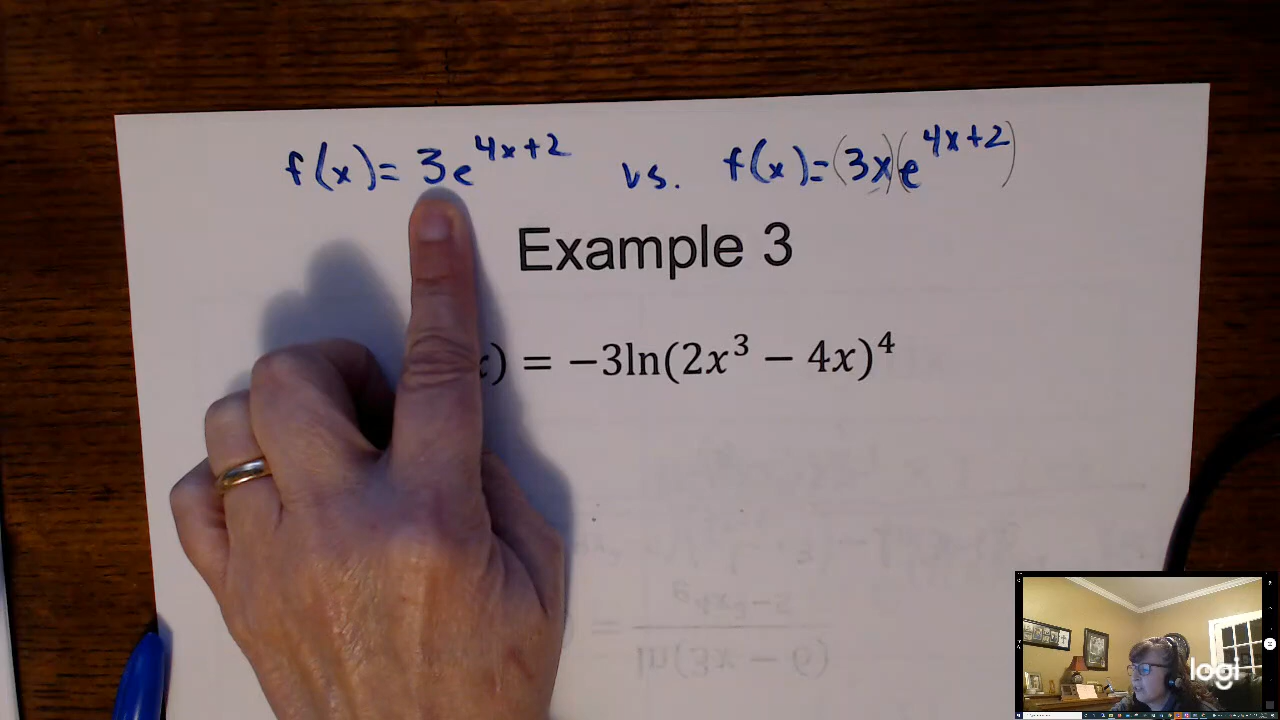 f(x)= 3e^{4x+2} vs. f(x)=(3x)(e^{4x+2})
Example 3
) = −3ln(2x³ − 4x)⁴
logi